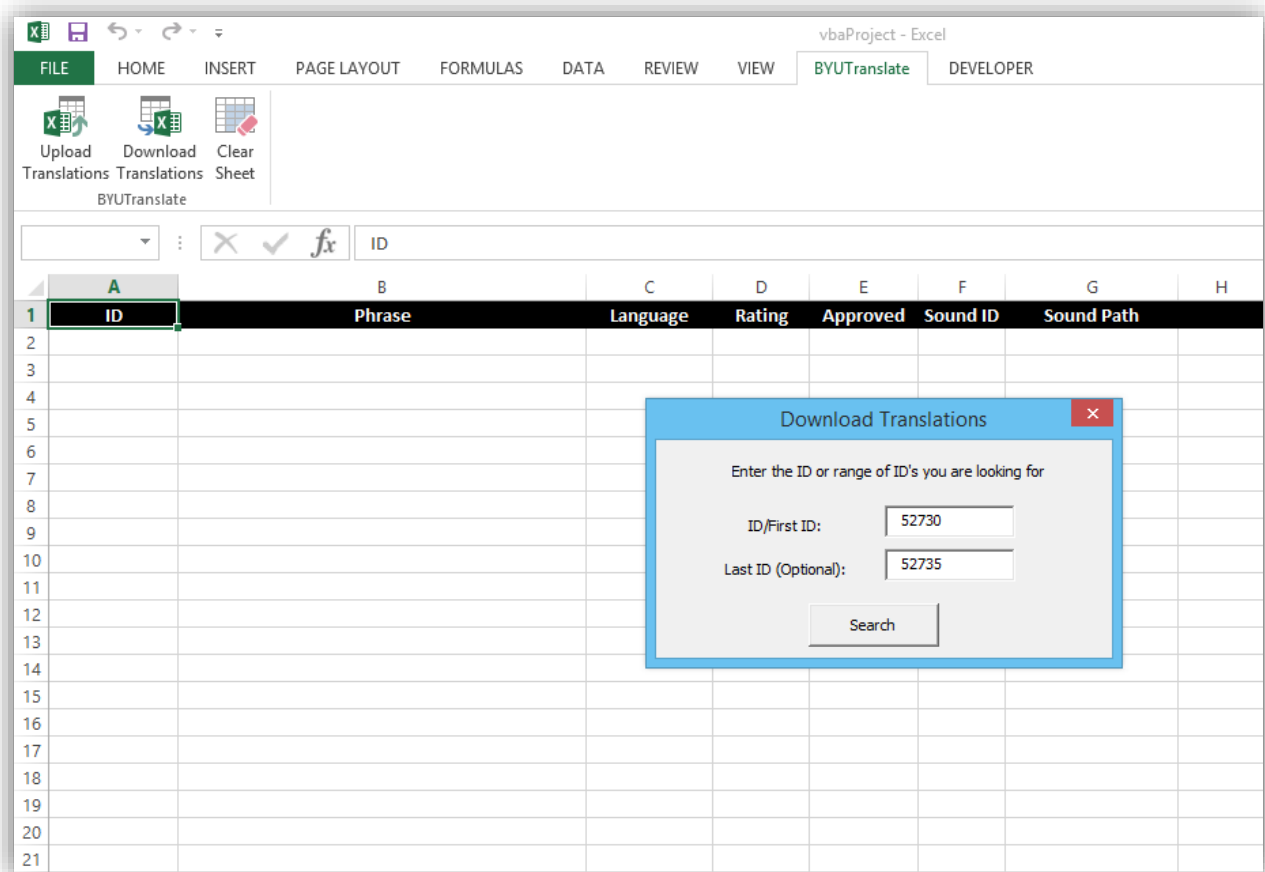 vbaProject - Excel
FILE HOME INSERT PAGE LAYOUT FORMULAS DATA REVIEW VIEW BYUTranslate DEVELOPER
Upload Download Clear
Translations Translations Sheet
BYUTranslate
fx ID
A B C D E F G H
1 ID Phrase Language Rating Approved Sound ID Sound Path
2
3
4
5
6
7
8
9
10
11
12
13
14
15
16
17
18
19
20
21
Download Translations
Enter the ID or range of ID's you are looking for
ID/First ID: 52730
Last ID (Optional): 52735
Search